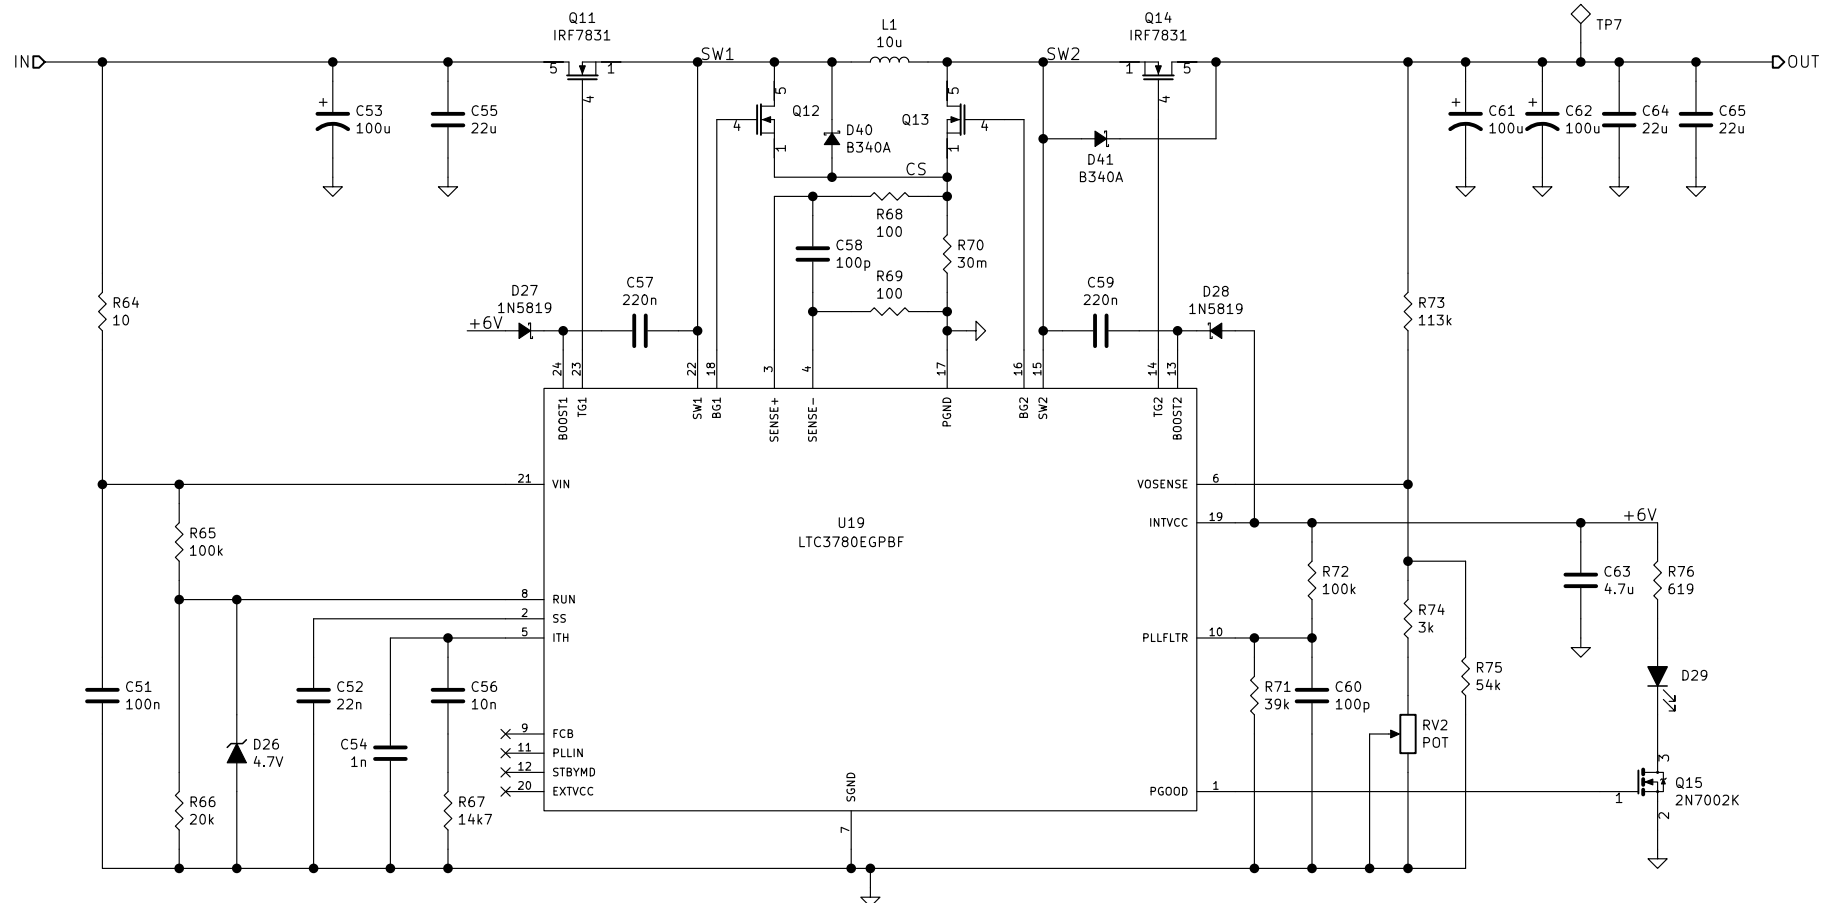 Q11
IRF7831
L1
10u
Q14
IRF7831
TP7
IN
5
1
4
SW1
SW2
1
5
4
OUT
C53
100u
C55
22u
5
4
Q12
1
D40
B340A
Q13
5
4
1
CS
D41
B340A
C61
100u
C62
100u
C64
22u
C65
22u
R68
100
C58
100p
R70
30m
R69
100
R64
10
D27
1N5819
+6V
C57
220n
C59
220n
D28
1N5819
R73
113k
24
23
22
18
3
4
17
16
15
14
13
BOOST1
TG1
SW1
BG1
SENSE+
SENSE-
PGND
BG2
SW2
TG2
BOOST2
21
VIN
VOSENSE
6
INTVCC
19
+6V
U19
LTC3780EGPBF
R65
100k
R72
100k
C63
4.7u
R76
619
8
RUN
2
SS
5
ITH
R74
3k
PLLFLTR
10
C51
100n
C52
22n
C56
10n
R71
39k
C60
100p
R75
54k
D29
D26
4.7V
C54
1n
9
FCB
11
PLLIN
12
STBYMD
20
EXTVCC
RV2
POT
R66
20k
R67
14k7
SGND
7
PGOOD
1
1
3
Q15
2N7002K
2